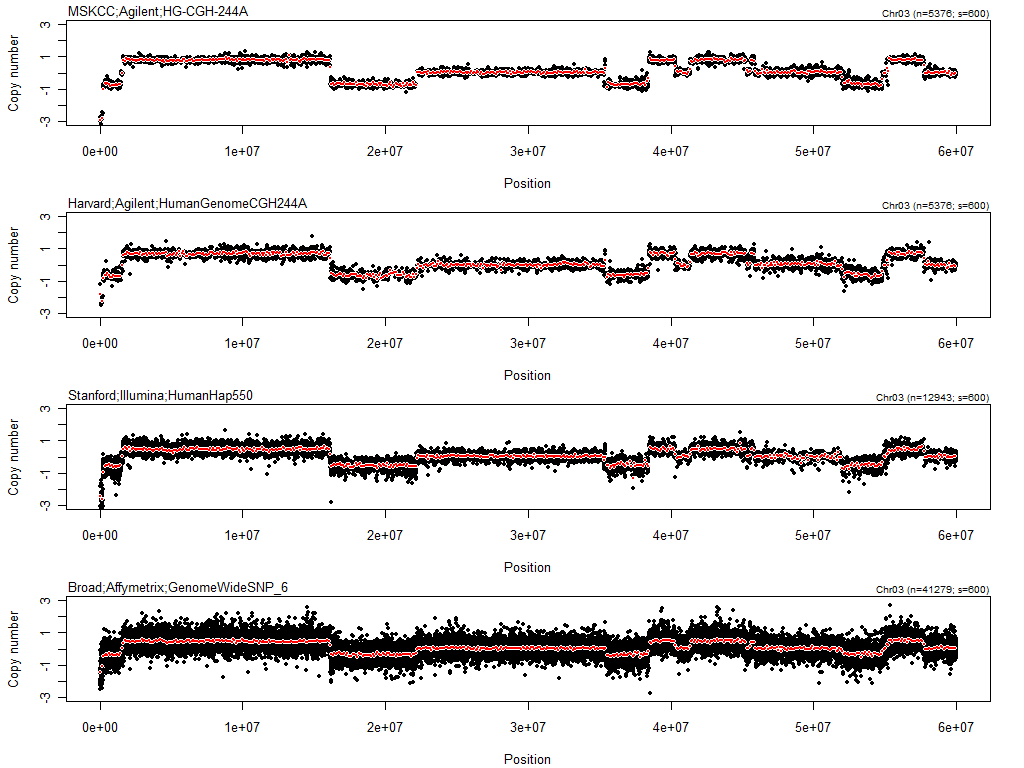 MSKCC;Agilent;HG-CGH-244A Chr03 (n=5376; s=600)
Copy number
3
1
-1
-3
0e+00 1e+07 2e+07 3e+07 4e+07 5e+07 6e+07
Position
Harvard;Agilent;HumanGenomeCGH244A Chr03 (n=5376; s=600)
Copy number
3
1
-1
-3
0e+00 1e+07 2e+07 3e+07 4e+07 5e+07 6e+07
Position
Stanford;Illumina;HumanHap550 Chr03 (n=12943; s=600)
Copy number
3
1
-1
-3
0e+00 1e+07 2e+07 3e+07 4e+07 5e+07 6e+07
Position
Broad;Affymetrix;GenomeWideSNP_6 Chr03 (n=41279; s=600)
Copy number
3
1
-1
-3
0e+00 1e+07 2e+07 3e+07 4e+07 5e+07 6e+07
Position